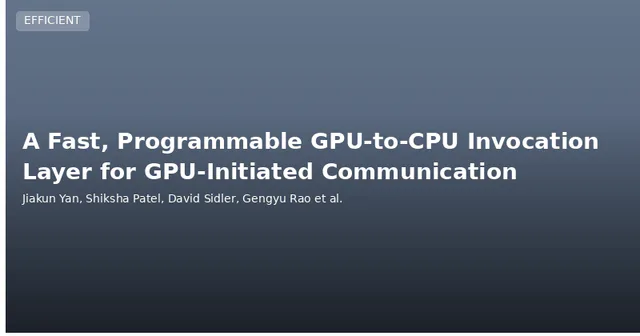 EFFICIENT
A Fast, Programmable GPU-to-CPU Invocation
Layer for GPU-Initiated Communication
Jiakun Yan, Shiksha Patel, David Sidler, Gengyu Rao et al.